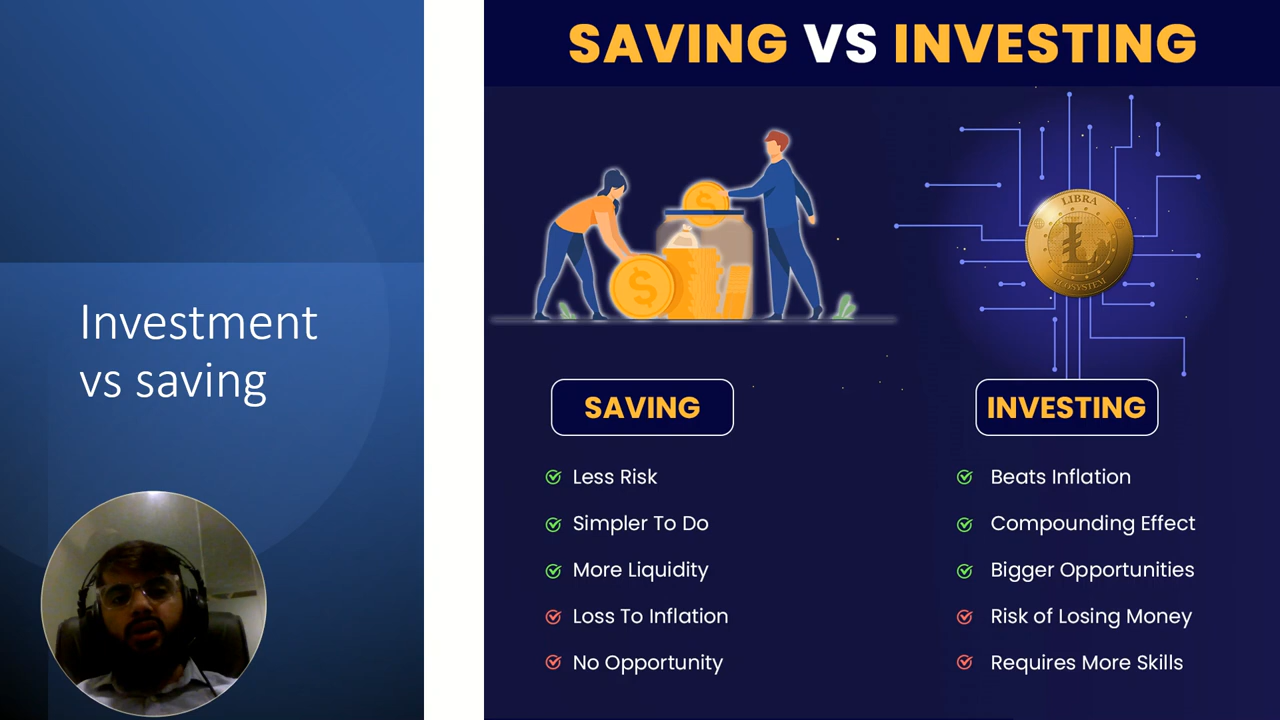 Investment
vs saving
SAVING VS INVESTING
$
$
LIBRA
ECOSYSTEM
SAVING
Less Risk
Simpler To Do
More Liquidity
Loss To Inflation
No Opportunity
INVESTING
Beats Inflation
Compounding Effect
Bigger Opportunities
Risk of Losing Money
Requires More Skills